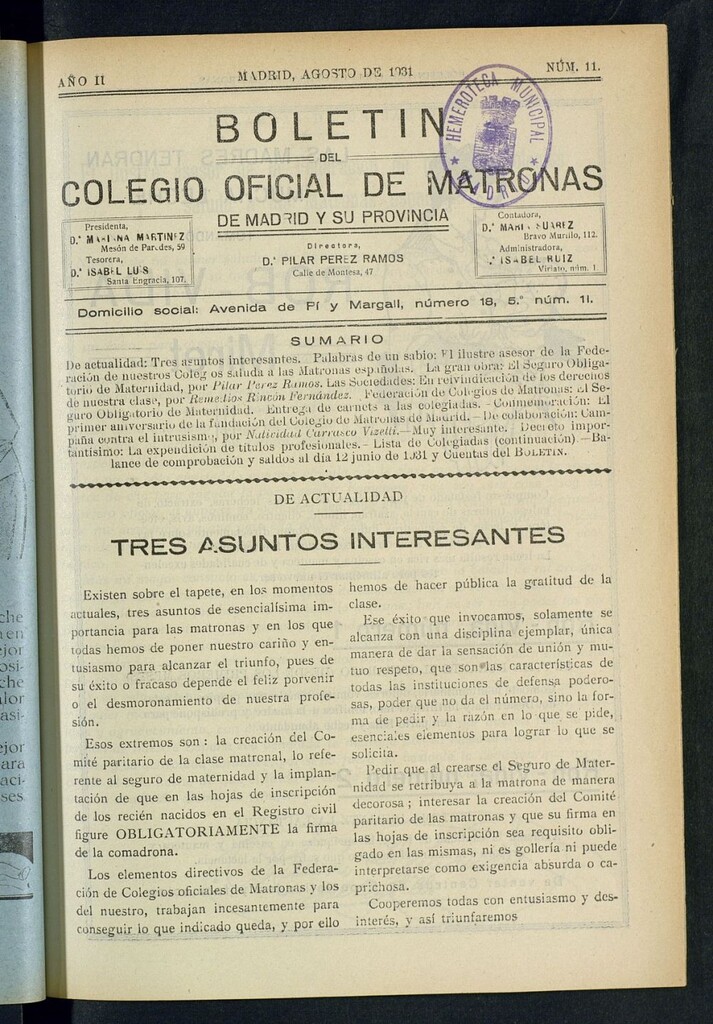 AÑO II
MADRID, AGOSTO DE 1931
NÚM. 11.
HEMEROTECA MUNICIPAL
MADRID
BOLETIN
DEL
COLEGIO OFICIAL DE MATRONAS
DE MADRID Y SU PROVINCIA
Presidenta,
D.ª MARIANA MARTINEZ
Mesón de Paredes, 59
Tesorera,
D.ª ISABEL LUIS
Santa Engracia, 107.
Directora,
D.ª PILAR PEREZ RAMOS
Calle de Montesa, 47
Contadora,
D.ª MARIA SUAREZ
Bravo Murillo, 112.
Administradora,
D.ª ISABEL RUIZ
Viriato, núm. 1
Domicilio social: Avenida de Pí y Margall, número 18, 5.º núm. 11.
SUMARIO
De actualidad: Tres asuntos interesantes. Palabras de un sabio: El ilustre asesor de la Fede-
ración de nuestros Colegios saluda a las Matronas españolas. La gran obra: El Seguro Obliga-
torio de Maternidad, por Pilar Perez Ramos. Las Sociedades: En reivindicación de los derechos
de nuestra clase, por Remedios Rincón Fernández. Federación de Colegios de Matronas: el Se-
guro Obligatorio de Maternidad. Entrega de carnets a las colegiadas. - Conmemoración: El
primer aniversario de la fundación del Colegio de Matronas de Madrid.—De colaboración: Cam-
paña contra el intrusismo, por Natividad Carrasco Vizelti.—Muy interesante. Decreto impor-
tantísimo: La expendición de títulos profesionales.—Lista de Colegiadas (continuación).—Ba-
lance de comprobación y saldos al día 12 junio de 1931 y Cuentas del BOLETIN.
DE ACTUALIDAD
TRES ASUNTOS INTERESANTES
Existen sobre el tapete, en los momentos
actuales, tres asuntos de esencialísima im-
portancia para las matronas y en los que
todas hemos de poner nuestro cariño y en-
tusiasmo para alcanzar el triunfo, pues de
su éxito o fracaso depende el feliz porvenir
o el desmoronamiento de nuestra profe-
sión.
Esos extremos son : la creación del Co-
mité paritario de la clase matronal, lo refe-
rente al seguro de maternidad y la implan-
tación de que en las hojas de inscripción
de los recién nacidos en el Registro civil
figure OBLIGATORIAMENTE la firma
de la comadrona.
Los elementos directivos de la Federa-
ción de Colegios oficiales de Matronas y los
del nuestro, trabajan incesantemente para
conseguir lo que indicado queda, y por ello
hemos de hacer pública la gratitud de la
clase.
Ese éxito que invocamos, solamente se
alcanza con una disciplina ejemplar, única
manera de dar la sensación de unión y mu-
tuo respeto, que son las características de
todas las instituciones de defensa podero-
sas, poder que no da el número, sino la for-
ma de pedir y la razón en lo que se pide,
esenciales elementos para lograr lo que se
solicita.
Pedir que al crearse el Seguro de Mater-
nidad se retribuya a la matrona de manera
decorosa ; interesar la creación del Comité
paritario de las matronas y que su firma en
las hojas de inscripción sea requisito obli-
gado en las mismas, ni es gollería ni puede
interpretarse como exigencia absurda o ca-
prichosa.
Cooperemos todas con entusiasmo y des-
interés, y así triunfaremos